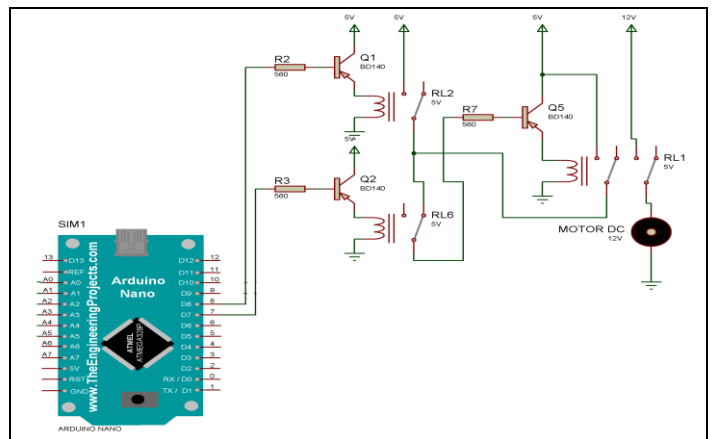 5V
5V
5V
12V
R2
560
Q1
BD140
RL2
5V
R7
560
Q5
BD140
RL1
5V
5V
R3
560
Q2
BD140
RL6
5V
MOTOR DC
12V
SIM1
Arduino
Nano
ATMEL
ATMEGA328P
www.TheEngineeringProjects.com
13 D13
REF
A0 A0
A1 A1
A2 A2
A3 A3
A4 A4
A5 A5
A6 A6
A7 A7
5V
RST
GND
D12 12
D11 11
D10 10
D9 9
D8 8
D7 7
D6 6
D5 5
D4 4
D3 3
D2 2
RX / D0 0
TX / D1 1
ARDUINO NANO